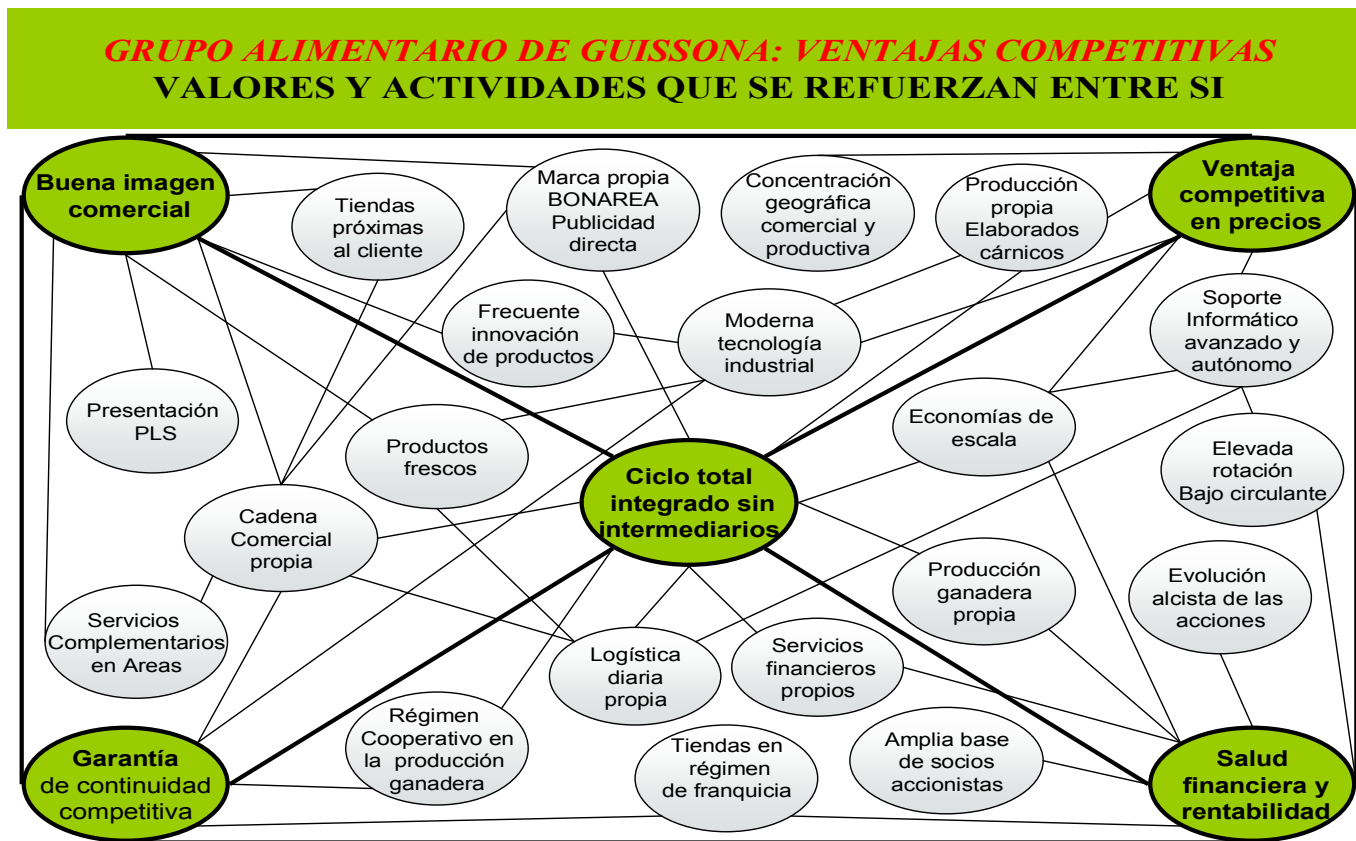 GRUPO ALIMENTARIO DE GUISSONA: VENTAJAS COMPETITIVAS
VALORES Y ACTIVIDADES QUE SE REFUERZAN ENTRE SI
Buena imagen
comercial
Tiendas
próximas
al cliente
Marca propia
BONAREA
Publicidad
directa
Concentración
geográfica
comercial y
productiva
Producción
propia
Elaborados
cárnicos
Ventaja
competitiva
en precios
Frecuente
innovación
de productos
Moderna
tecnología
industrial
Soporte
Informático
avanzado y
autónomo
Presentación
PLS
Productos
frescos
Economías de
escala
Elevada
rotación
Bajo circulante
Ciclo total
integrado sin
intermediarios
Cadena
Comercial
propia
Producción
ganadera
propia
Evolución
alcista de las
acciones
Servicios
Complementarios
en Areas
Logística
diaria
propia
Servicios
financieros
propios
Régimen
Cooperativo en
la producción
ganadera
Tiendas en
régimen
de franquicia
Amplia base
de socios
accionistas
Garantía
de continuidad
competitiva
Salud
financiera y
rentabilidad